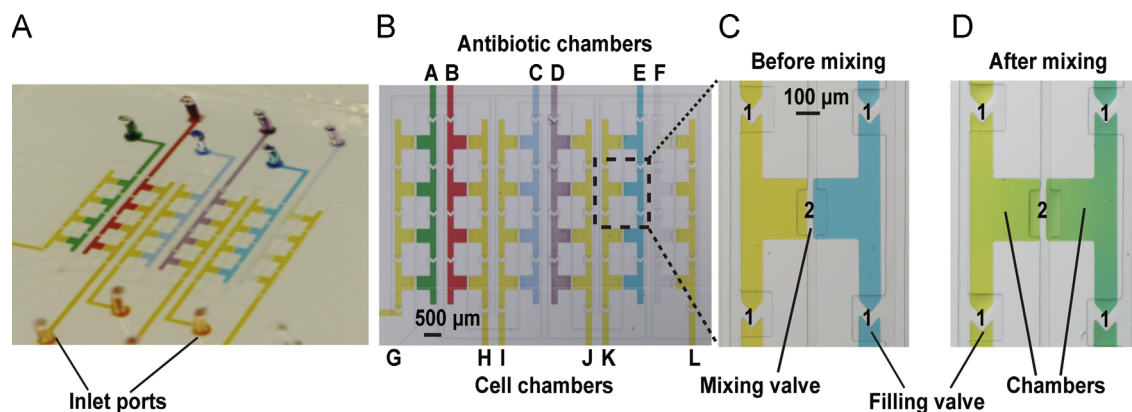 A
B
C
D
Antibiotic chambers
A B C D E F
Before mixing
After mixing
100 µm
1 1
1 1
2
2
1 1
1 1
500 µm
G H I J K L
Inlet ports
Cell chambers
Mixing valve
Filling valve
Chambers